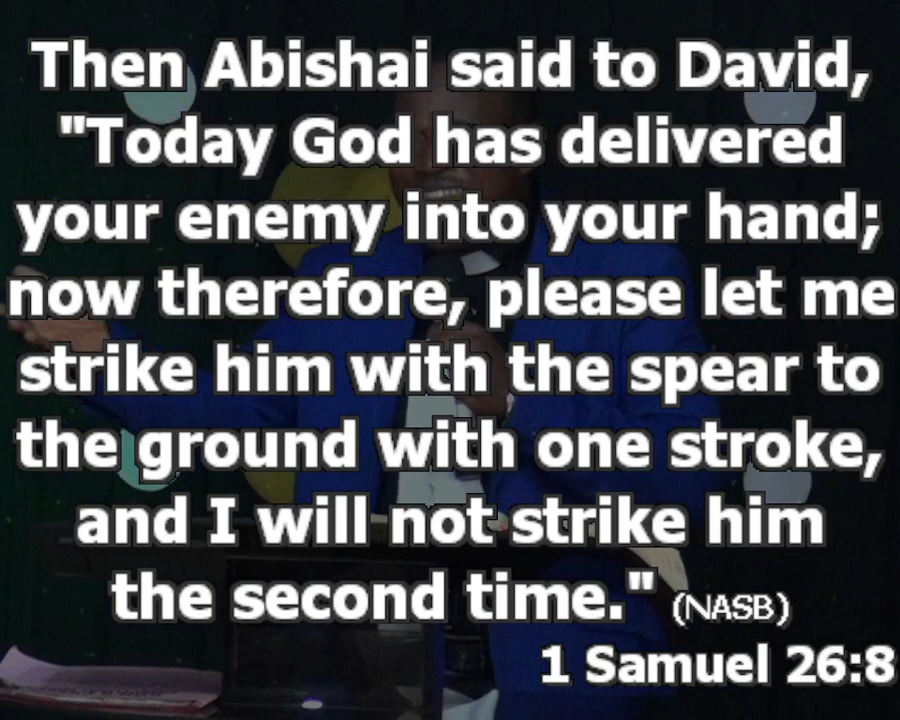 Then Abishai said to David,
"Today God has delivered
your enemy into your hand;
now therefore, please let me
strike him with the spear to
the ground with one stroke,
and I will not strike him
the second time." (NASB)
1 Samuel 26:8